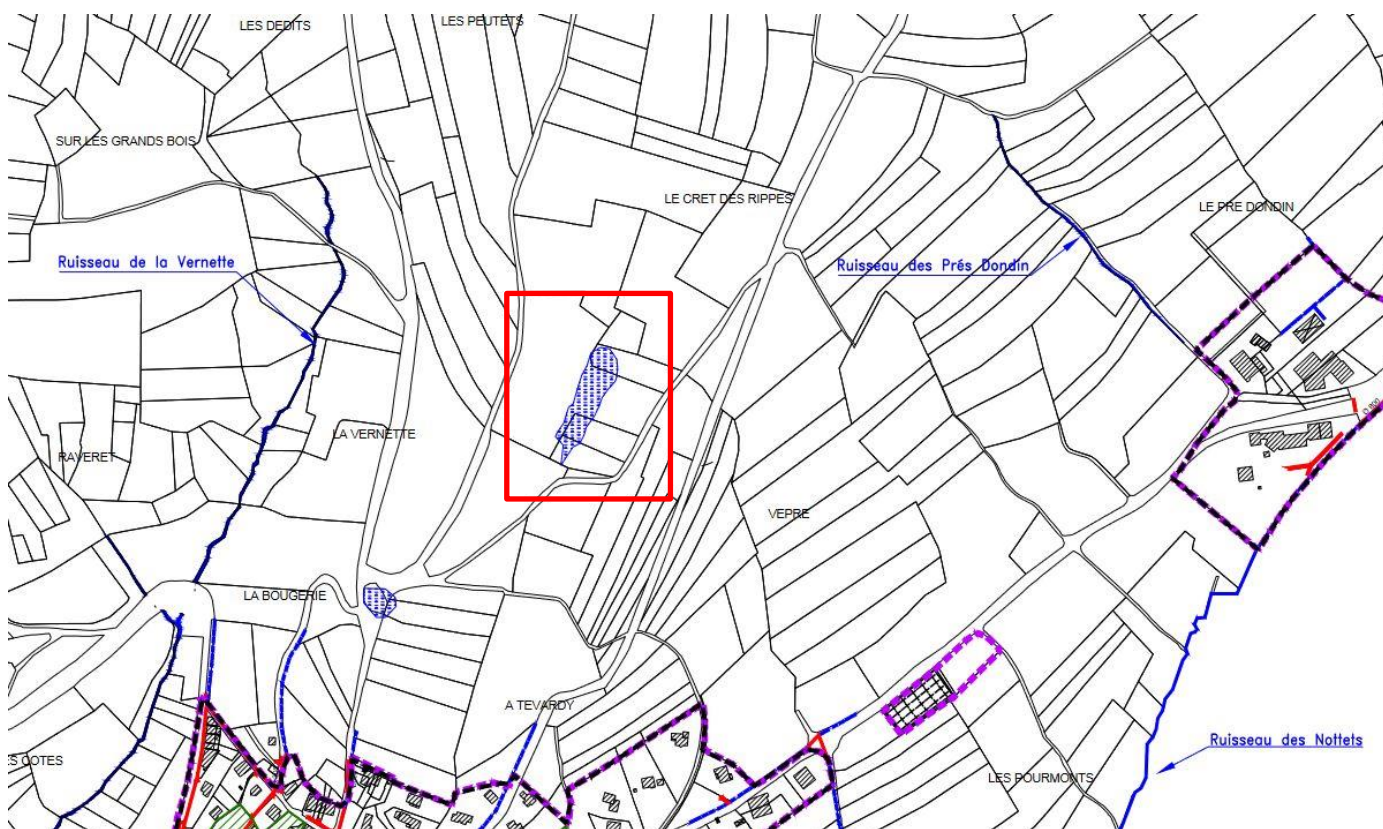 LES PEUTETS
LES DEDITS
SUR LES GRANDS BOIS
LE CRET DES RIPPES
LE PRE DONDIN
Ruisseau de la Vernette
Ruisseau des Prés Dondin
LA VERNETTE
RAVERET
VEPRE
LA BOUGERIE
A TEVARDY
Ruisseau des Nottets
S COTES
LES POURMONTS